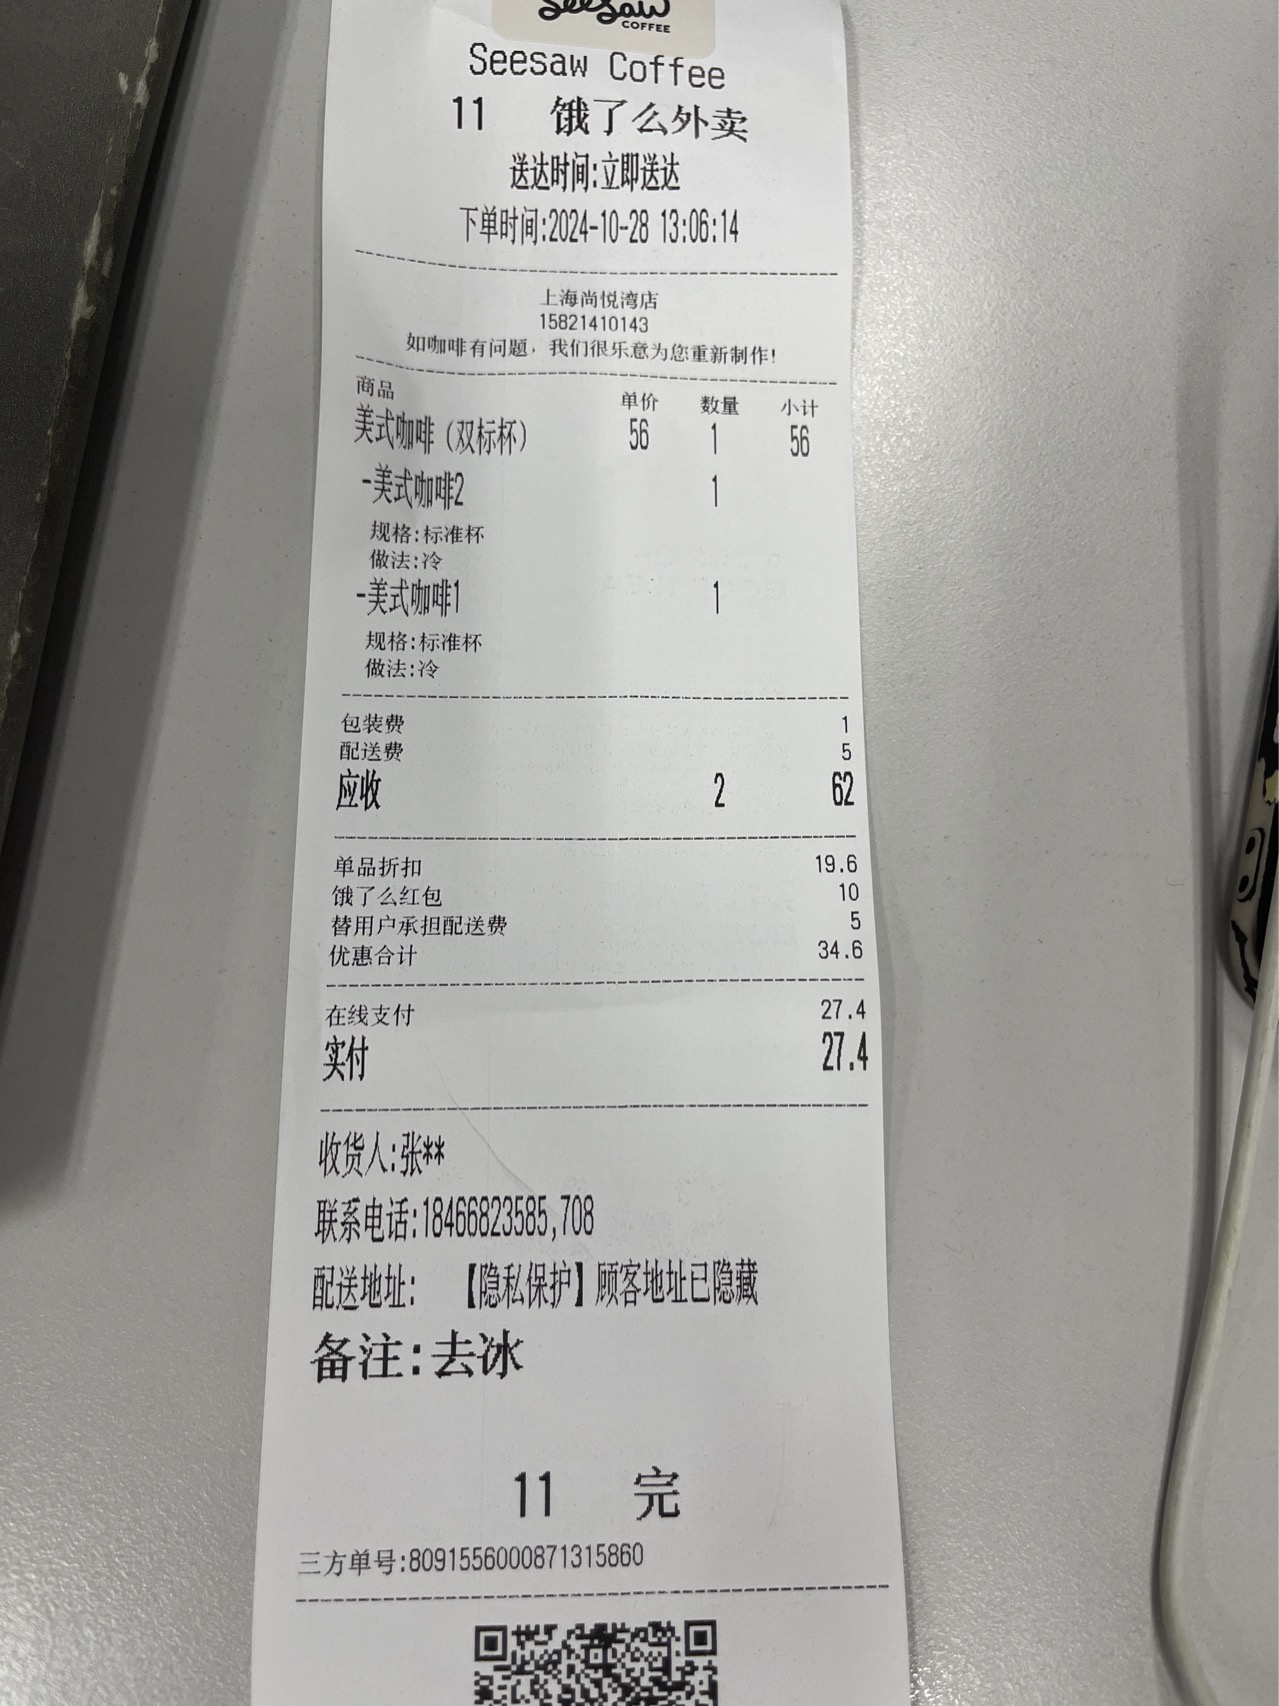 Seesaw
COFFEE
Seesaw Coffee
11 饿了么外卖
送达时间:立即送达
下单时间:2024-10-28 13:06:14
上海尚悦湾店
15821410143
如咖啡有问题，我们很乐意为您重新制作!
商品 单价 数量 小计
美式咖啡（双标杯） 56 1 56
-美式咖啡2 1
规格:标准杯
做法:冷
-美式咖啡1 1
规格:标准杯
做法:冷
包装费 1
配送费 5
应收 2 62
单品折扣 19.6
饿了么红包 10
替用户承担配送费 5
优惠合计 34.6
在线支付 27.4
实付 27.4
收货人:张**
联系电话:18466823585,708
配送地址: 【隐私保护】顾客地址已隐藏
备注:去冰
11 完
三方单号:8091556000871315860